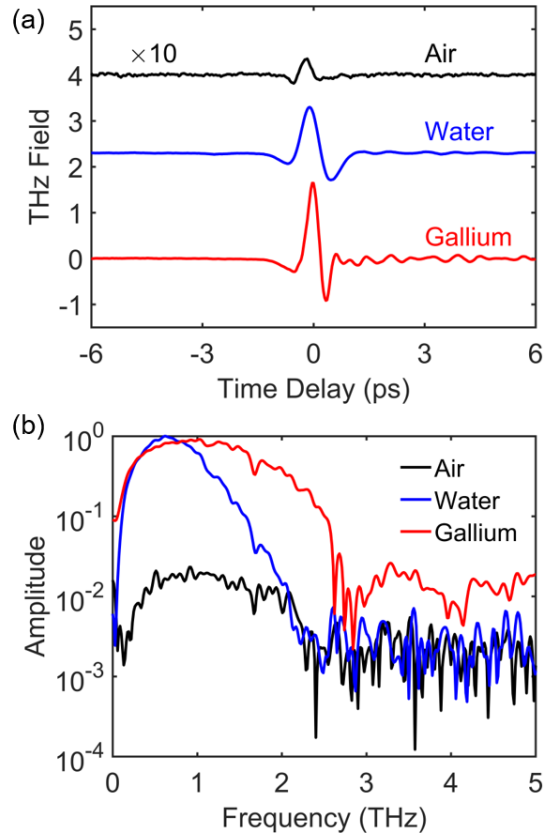 (a)
×10
Air
Water
Gallium
THz Field
5
4
3
2
1
0
-1
-6
-3
0
3
6
Time Delay (ps)
(b)
Air
Water
Gallium
Amplitude
10⁰
10⁻¹
10⁻²
10⁻³
10⁻⁴
0
1
2
3
4
5
Frequency (THz)